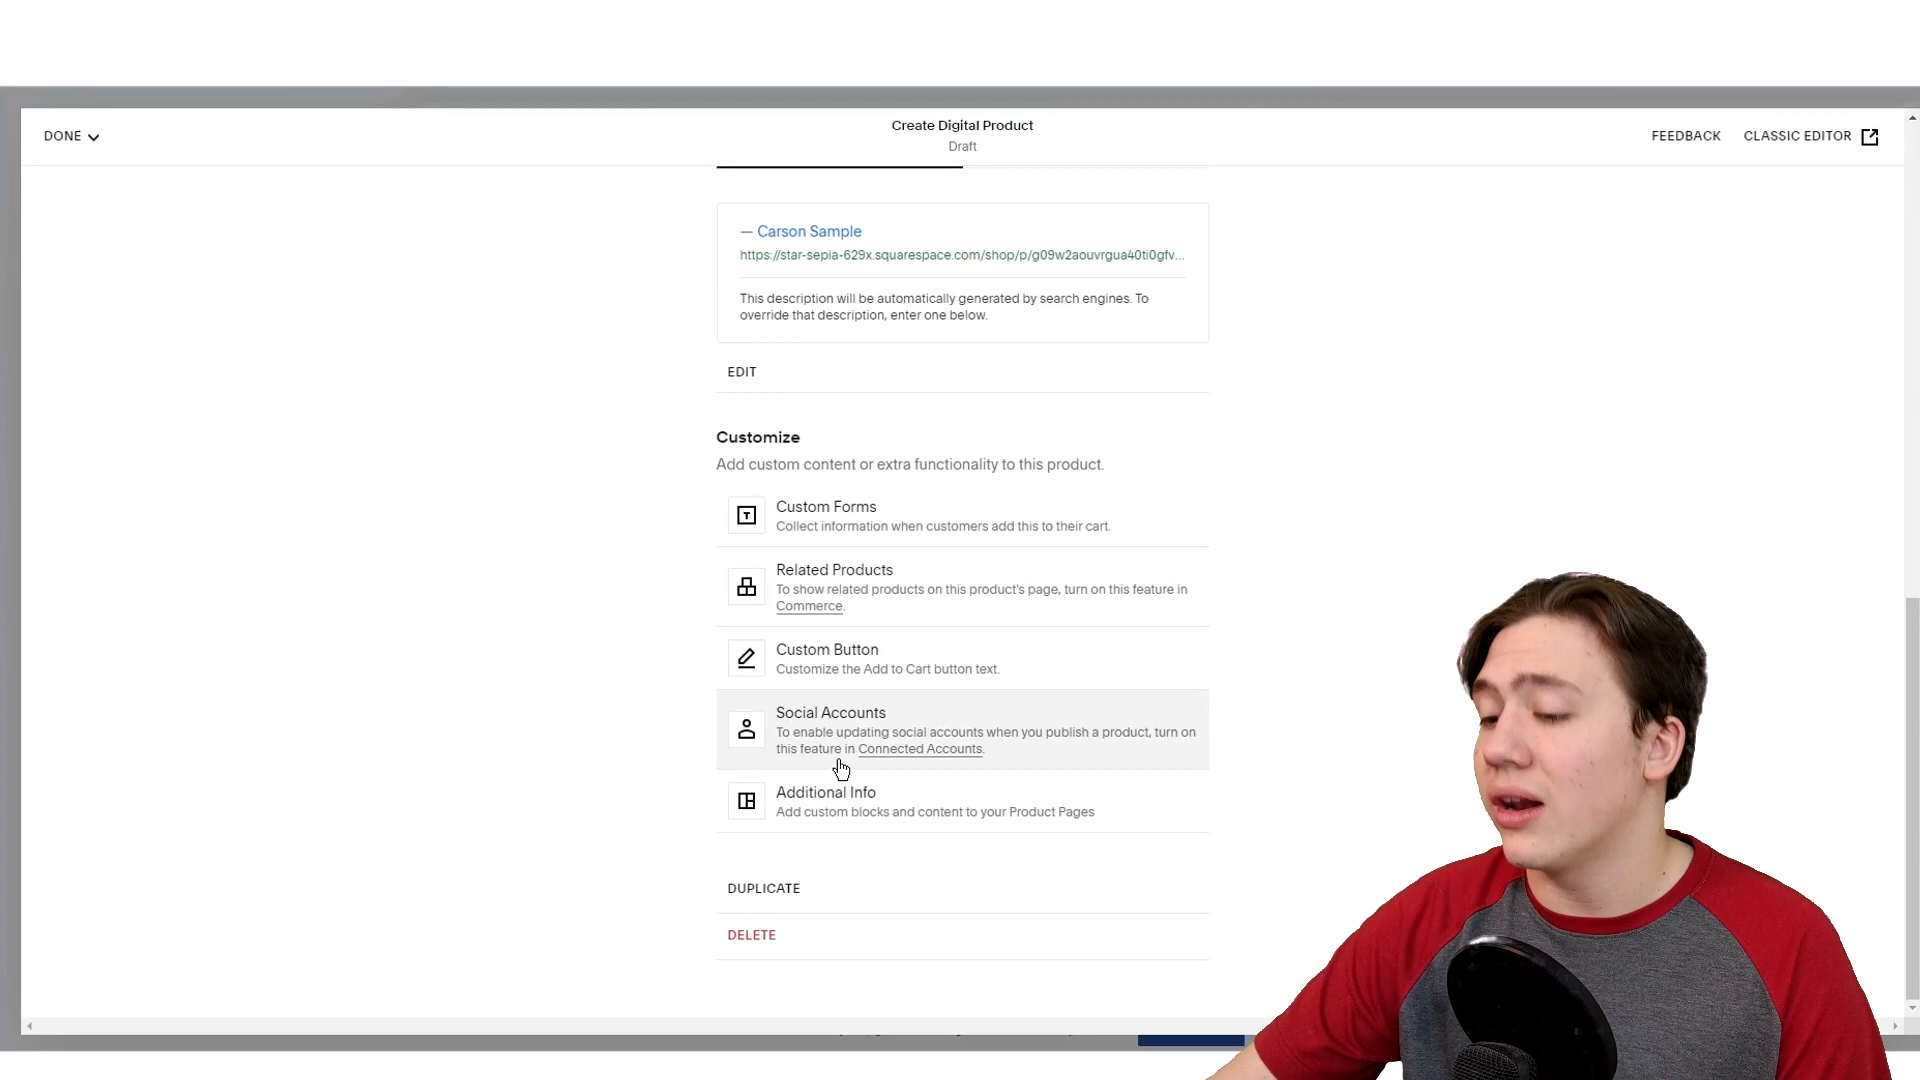 DONE
Create Digital Product
Draft
FEEDBACK
CLASSIC EDITOR
— Carson Sample
https://star-sepia-629x.squarespace.com/shop/p/g09w2aouvrgua40ti0gfv...
This description will be automatically generated by search engines. To
override that description, enter one below.
EDIT
Customize
Add custom content or extra functionality to this product.
Custom Forms
Collect information when customers add this to their cart.
Related Products
To show related products on this product's page, turn on this feature in
Commerce.
Custom Button
Customize the Add to Cart button text.
Social Accounts
To enable updating social accounts when you publish a product, turn on
this feature in Connected Accounts.
Additional Info
Add custom blocks and content to your Product Pages
DUPLICATE
DELETE